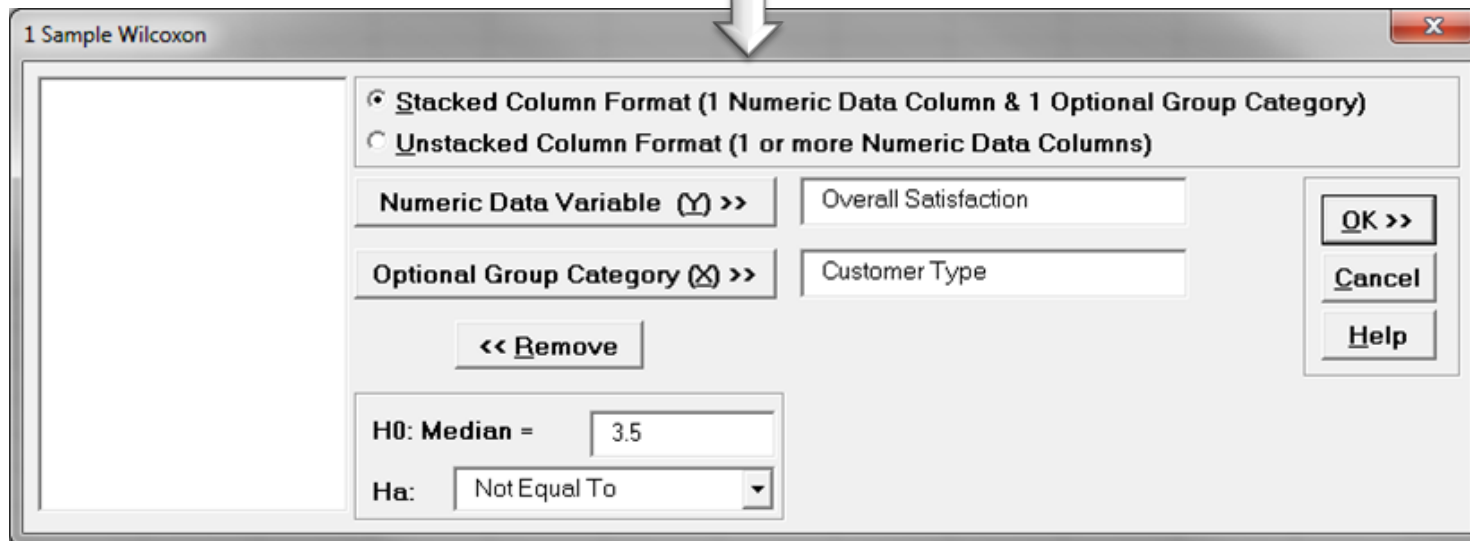 1 Sample Wilcoxon
Stacked Column Format (1 Numeric Data Column & 1 Optional Group Category)
Unstacked Column Format (1 or more Numeric Data Columns)
Numeric Data Variable (Y) >>
Overall Satisfaction
Optional Group Category (X) >>
Customer Type
<< Remove
OK >>
Cancel
Help
H0: Median =
3.5
Ha:
Not Equal To